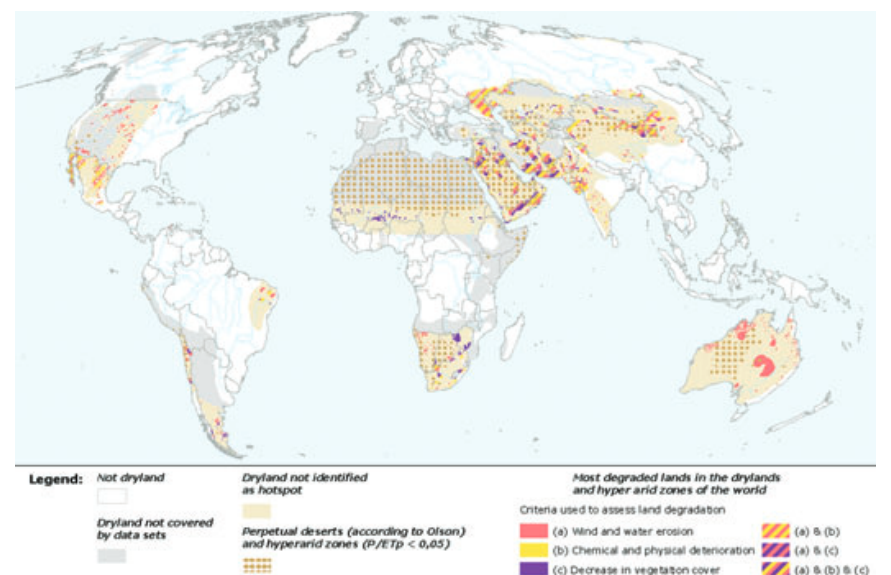 Legend:
Not dryland
Dryland not covered
by data sets
Dryland not identified
as hotspot
Perpetual deserts (according to Olson)
and hyperarid zones (P/ETp < 0,05)
Most degraded lands in the drylands
and hyper arid zones of the world
Criteria used to assess land degradation
(a) Wind and water erosion
(b) Chemical and physical deterioration
(c) Decrease in vegetation cover
(a) & (b)
(a) & (c)
(a) & (b) & (c)